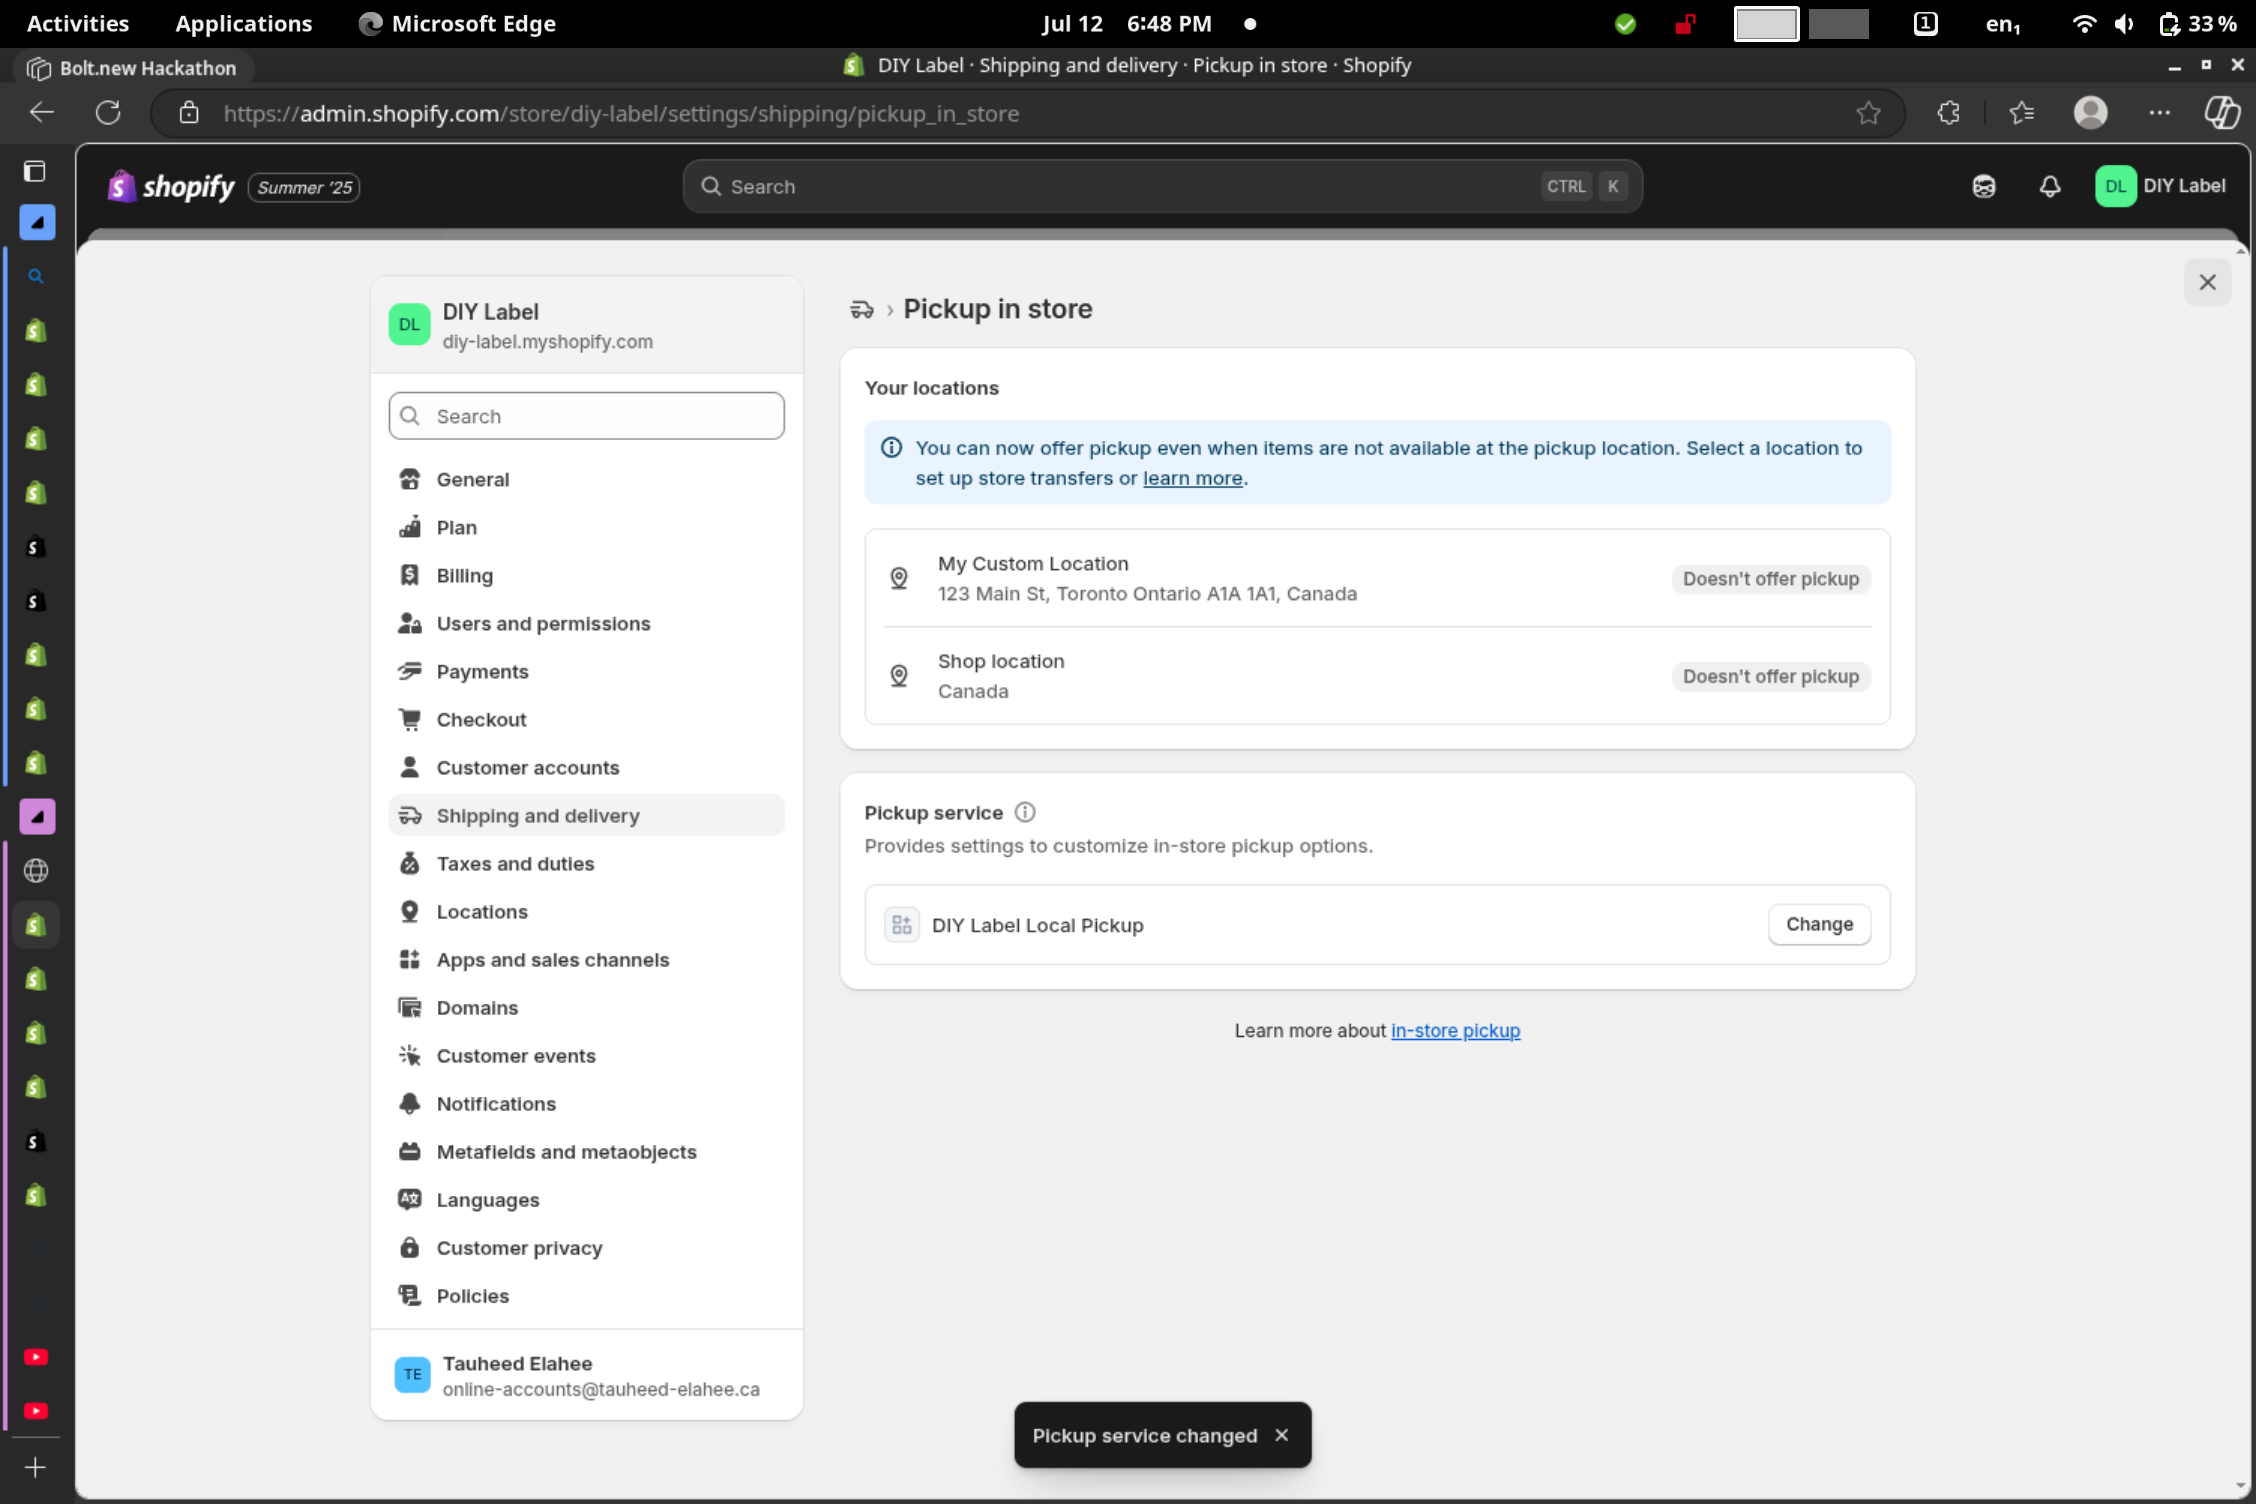 Activities
Applications
Microsoft Edge
Jul 12 6:48 PM
1
en₁
33 %
Bolt.new Hackathon
DIY Label · Shipping and delivery · Pickup in store · Shopify
https://admin.shopify.com/store/diy-label/settings/shipping/pickup_in_store
shopify
Summer '25
Search
CTRL K
DL
DIY Label
DL
DIY Label
diy-label.myshopify.com
Search
General
Plan
Billing
Users and permissions
Payments
Checkout
Customer accounts
Shipping and delivery
Taxes and duties
Locations
Apps and sales channels
Domains
Customer events
Notifications
Metafields and metaobjects
Languages
Customer privacy
Policies
TE
Tauheed Elahee
online-accounts@tauheed-elahee.ca
› Pickup in store
Your locations
You can now offer pickup even when items are not available at the pickup location. Select a location to
set up store transfers or learn more.
My Custom Location
123 Main St, Toronto Ontario A1A 1A1, Canada
Doesn't offer pickup
Shop location
Canada
Doesn't offer pickup
Pickup service
Provides settings to customize in-store pickup options.
DIY Label Local Pickup
Change
Learn more about in-store pickup
Pickup service changed